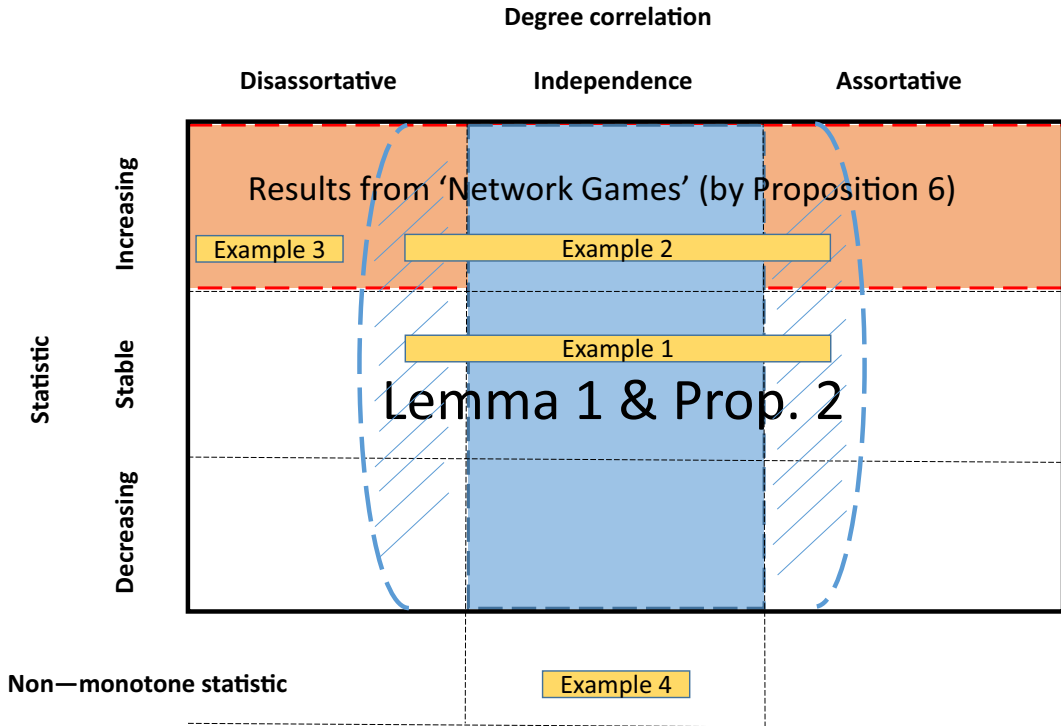 Degree correlation
Disassortative
Independence
Assortative
Statistic
Increasing
Results from ‘Network Games’ (by Proposition 6)
Example 3
Example 2
Stable
Example 1
Lemma 1 & Prop. 2
Decreasing
Non—monotone statistic
Example 4